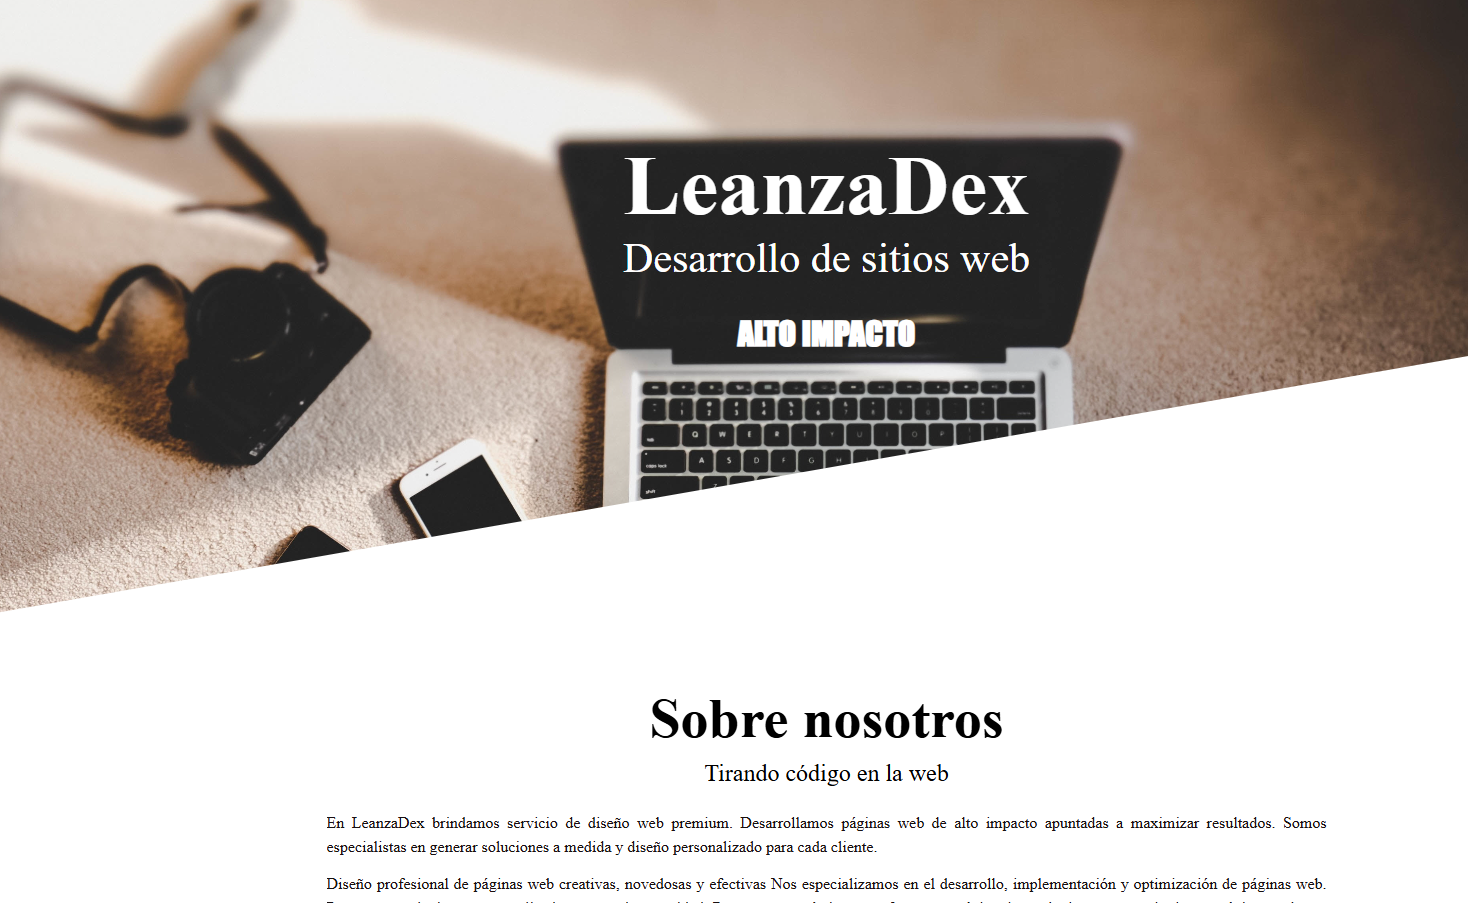 LeanzaDex
Desarrollo de sitios web
ALTO IMPACTO
Sobre nosotros
Tirando código en la web
En LeanzaDex brindamos servicio de diseño web premium. Desarrollamos páginas web de alto impacto apuntadas a maximizar resultados. Somos
especialistas en generar soluciones a medida y diseño personalizado para cada cliente.
Diseño profesional de páginas web creativas, novedosas y efectivas Nos especializamos en el desarrollo, implementación y optimización de páginas web.